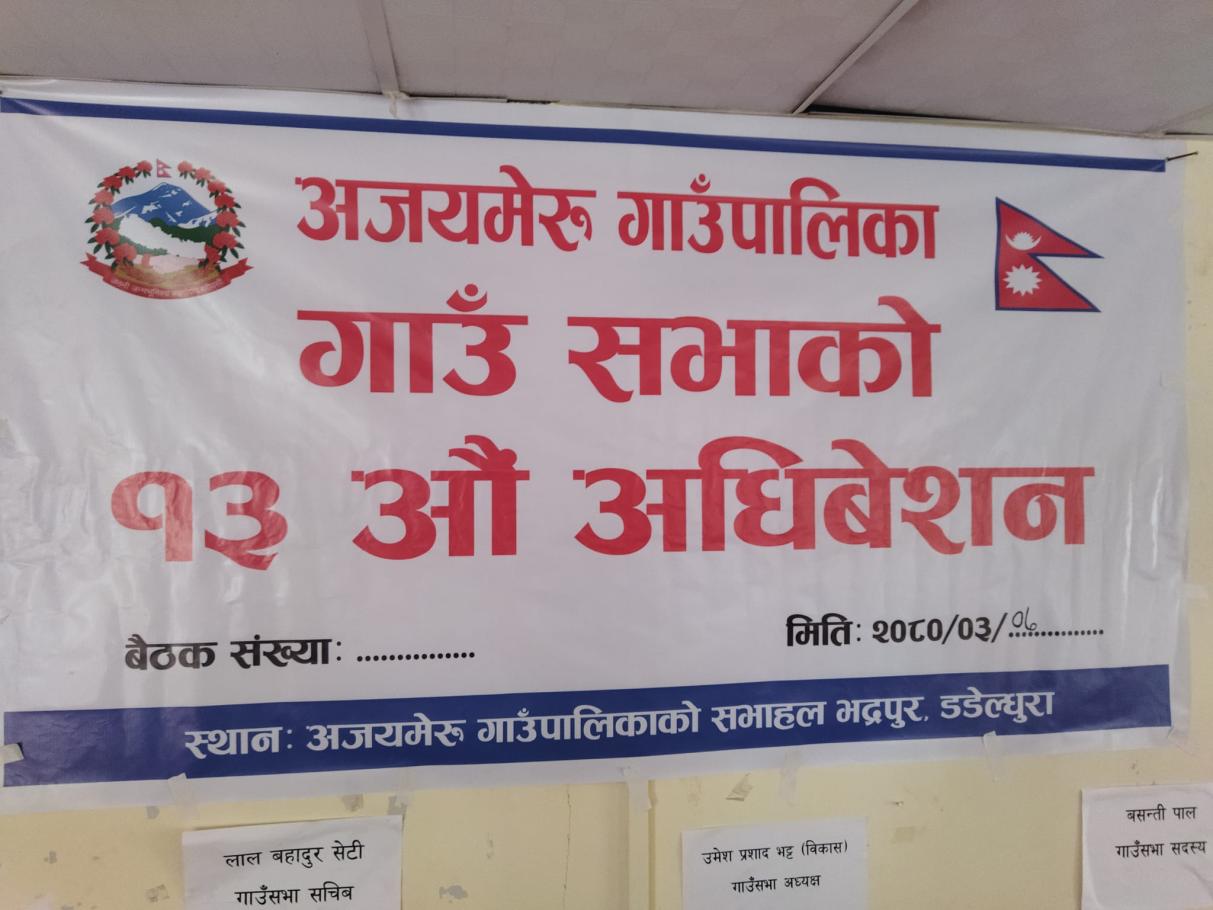 अजयमेरू गाउँपालिका
गाउँ सभाको
१३ औं अधिबेशन
बैठक संख्याः ...............
मितिः २०८०/०३/...............
स्थानः अजयमेरू गाउँपालिकाको सभाहल भद्रपुर, डडेल्धुरा
लाल बहादुर सेटी
गाउँसभा सचिब
उमेश प्रशाद भट्ट (विकास)
गाउँसभा अध्यक्ष
बसन्ती पाल
गाउँसभा सदस्य